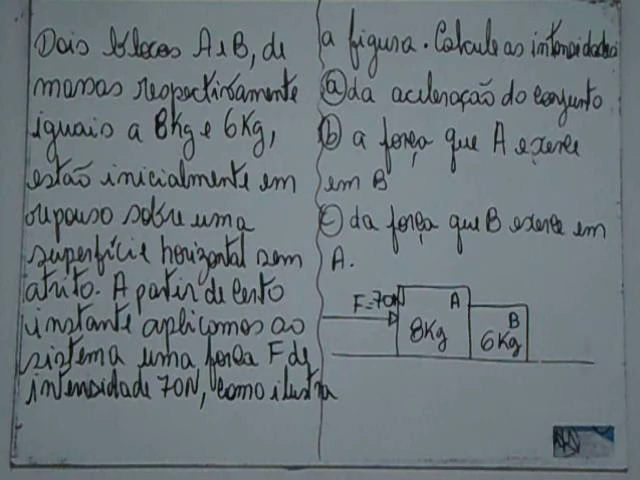 Dois blocos A e B, de
massas respectivamente
iguais a 8Kg e 6Kg,
estão inicialmente em
repouso sobre uma
superfície horizontal sem
atrito. A partir de certo
instante aplicamos ao
sistema uma força F de
intensidade 70N, como ilustra
a figura. Calcule as intensidades
a da aceleração do conjunto
b a força que A exerce
em B
c da força que B exerce em
A.
F=70N
A
8Kg
B
6Kg